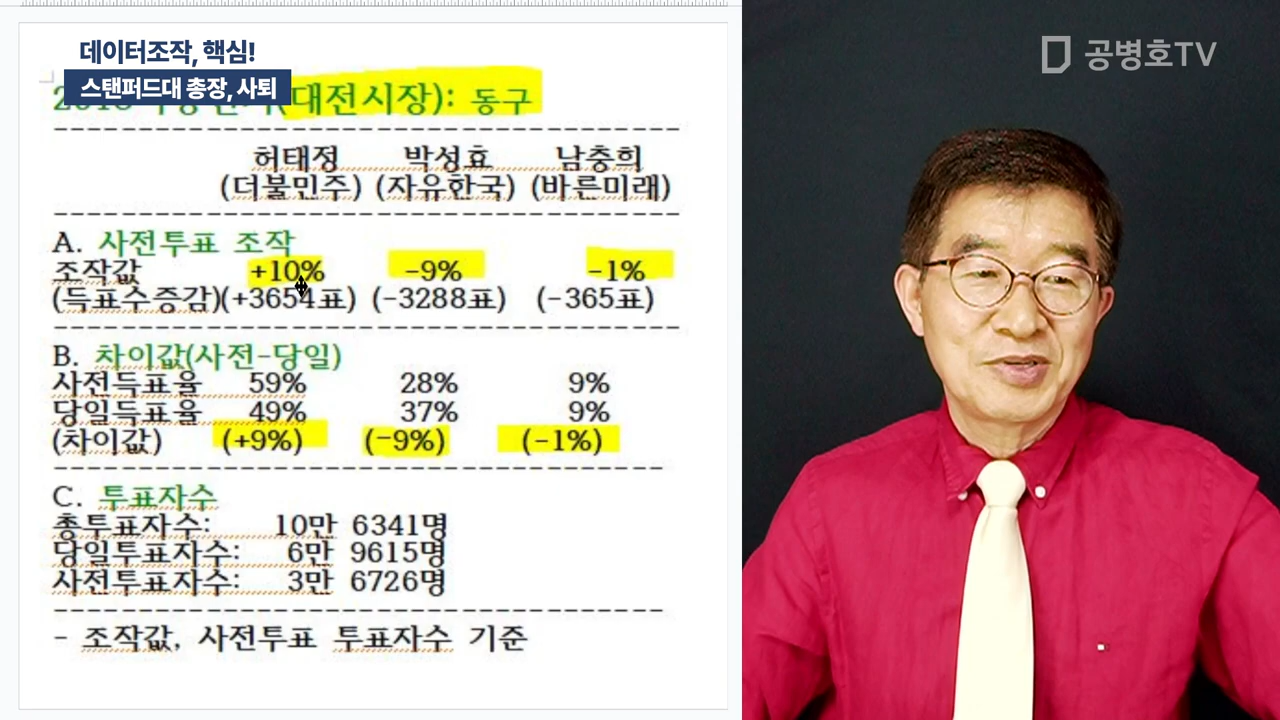 데이터조작, 핵심!
스탠퍼드대 총장, 사퇴
공병호TV
(대전시장): 동구
허태정 박성효 남충희
(더불민주) (자유한국) (바른미래)
A. 사전투표 조작
조작값 +10% -9% -1%
(득표수증감)(+3654표) (-3288표) (-365표)
B. 차이값(사전-당일)
사전득표율 59% 28% 9%
당일득표율 49% 37% 9%
(차이값) (+9%) (-9%) (-1%)
C. 투표자수
총투표자수: 10만 6341명
당일투표자수: 6만 9615명
사전투표자수: 3만 6726명
- 조작값, 사전투표 투표자수 기준